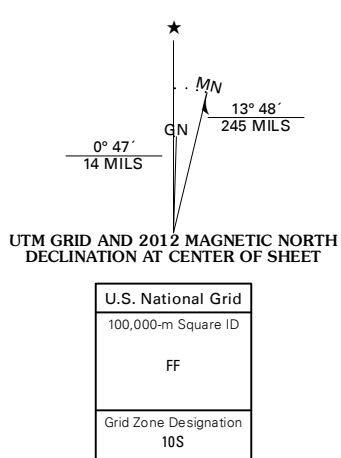 ★
MN
13° 48´
245 MILS
GN
0° 47´
14 MILS
UTM GRID AND 2012 MAGNETIC NORTH
DECLINATION AT CENTER OF SHEET
U.S. National Grid
100,000-m Square ID
FF
Grid Zone Designation
10S